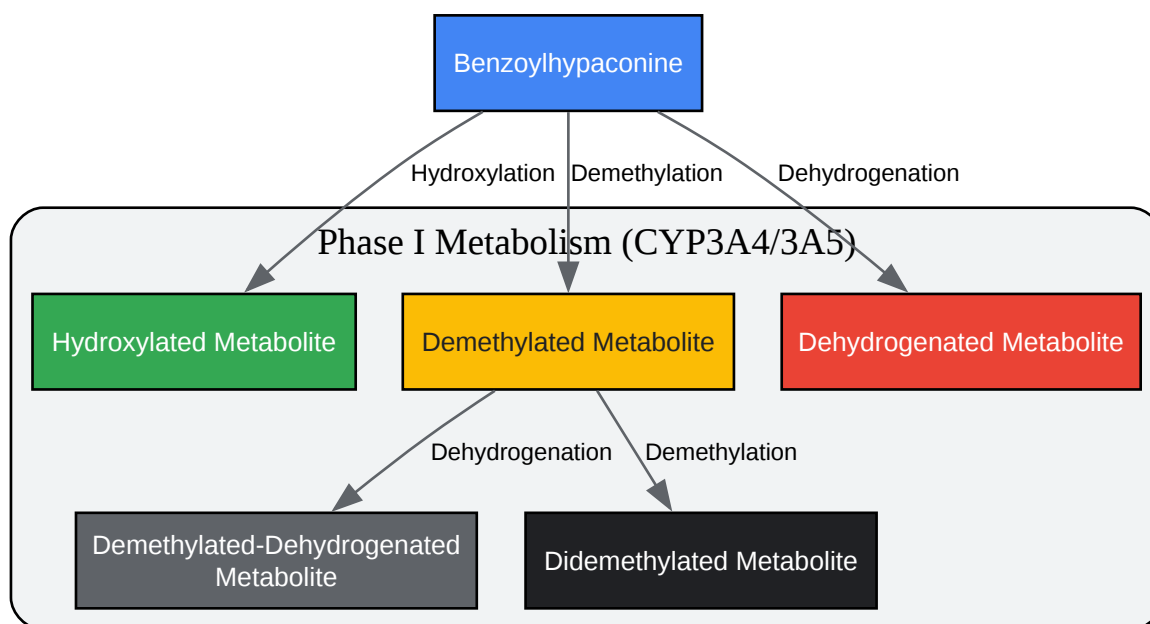 Benzoylhypaconine
Hydroxylation
Demethylation
Dehydrogenation
Phase I Metabolism (CYP3A4/3A5)
Hydroxylated Metabolite
Demethylated Metabolite
Dehydrogenated Metabolite
Dehydrogenation
Demethylation
Demethylated-Dehydrogenated
Metabolite
Didemethylated Metabolite